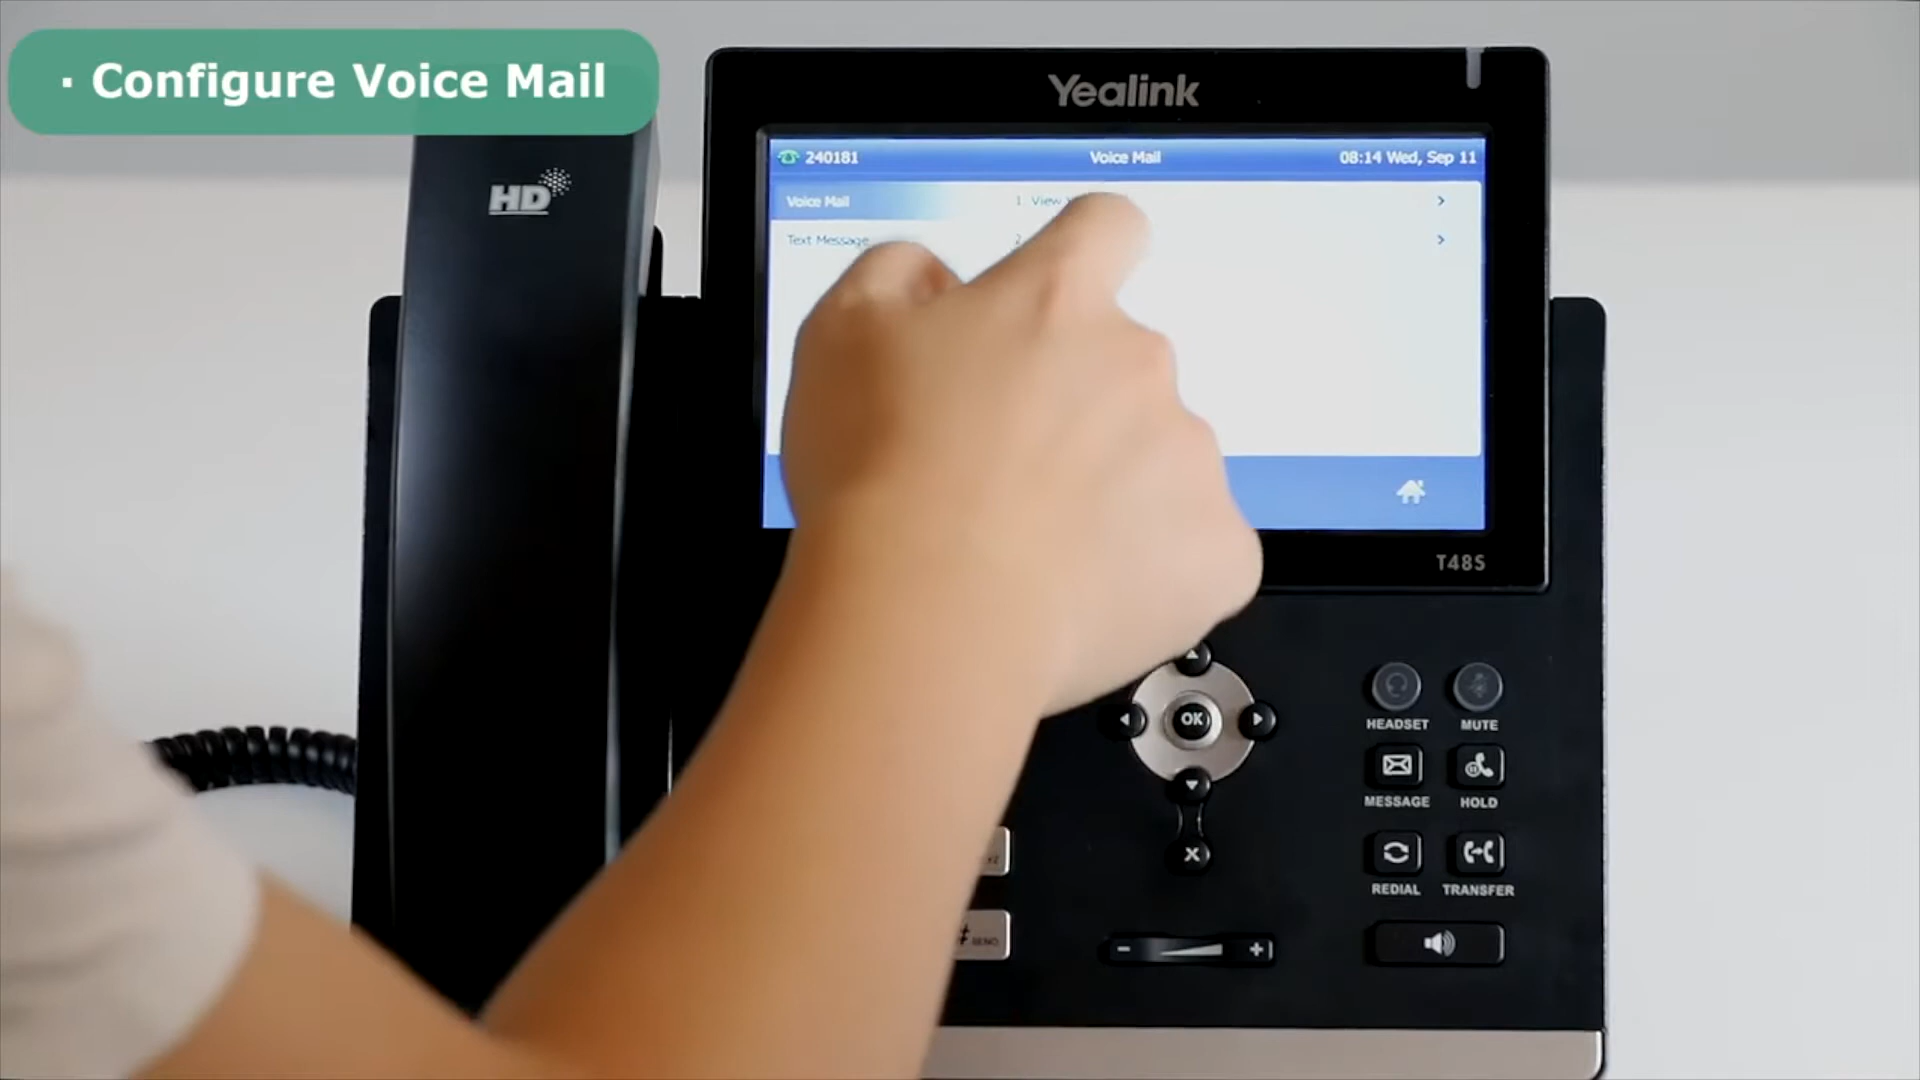 · Configure Voice Mail
Yealink
HD
240181 Voice Mail 08:14 Wed, Sep 11
Voice Mail 1 View >
Text Message 2 >
T48S
OK
HEADSET MUTE
MESSAGE HOLD
X
REDIAL TRANSFER
# SEND
- +